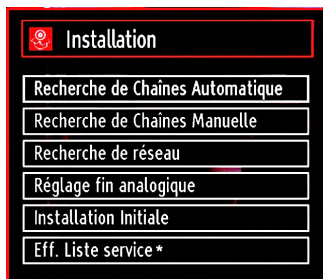 Installation
Recherche de Chaînes Automatique
Recherche de Chaînes Manuelle
Recherche de réseau
Réglage fin analogique
Installation Initiale
Eff. Liste service *